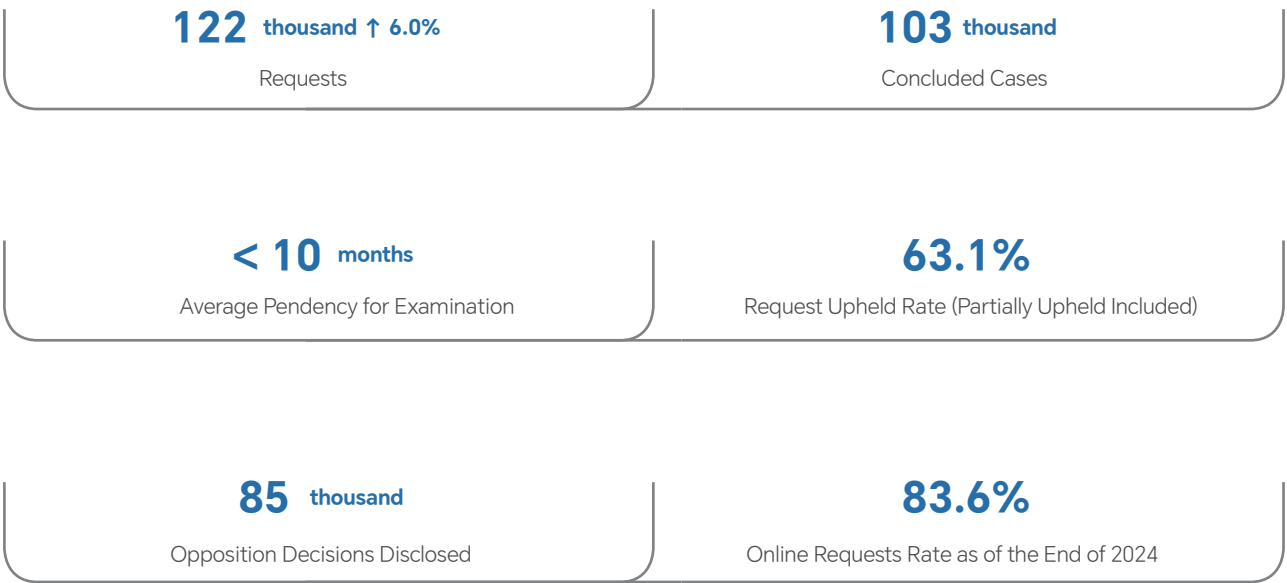 122 thousand ↑ 6.0%
Requests
103 thousand
Concluded Cases
< 10 months
Average Pendency for Examination
63.1%
Request Upheld Rate (Partially Upheld Included)
85 thousand
Opposition Decisions Disclosed
83.6%
Online Requests Rate as of the End of 2024